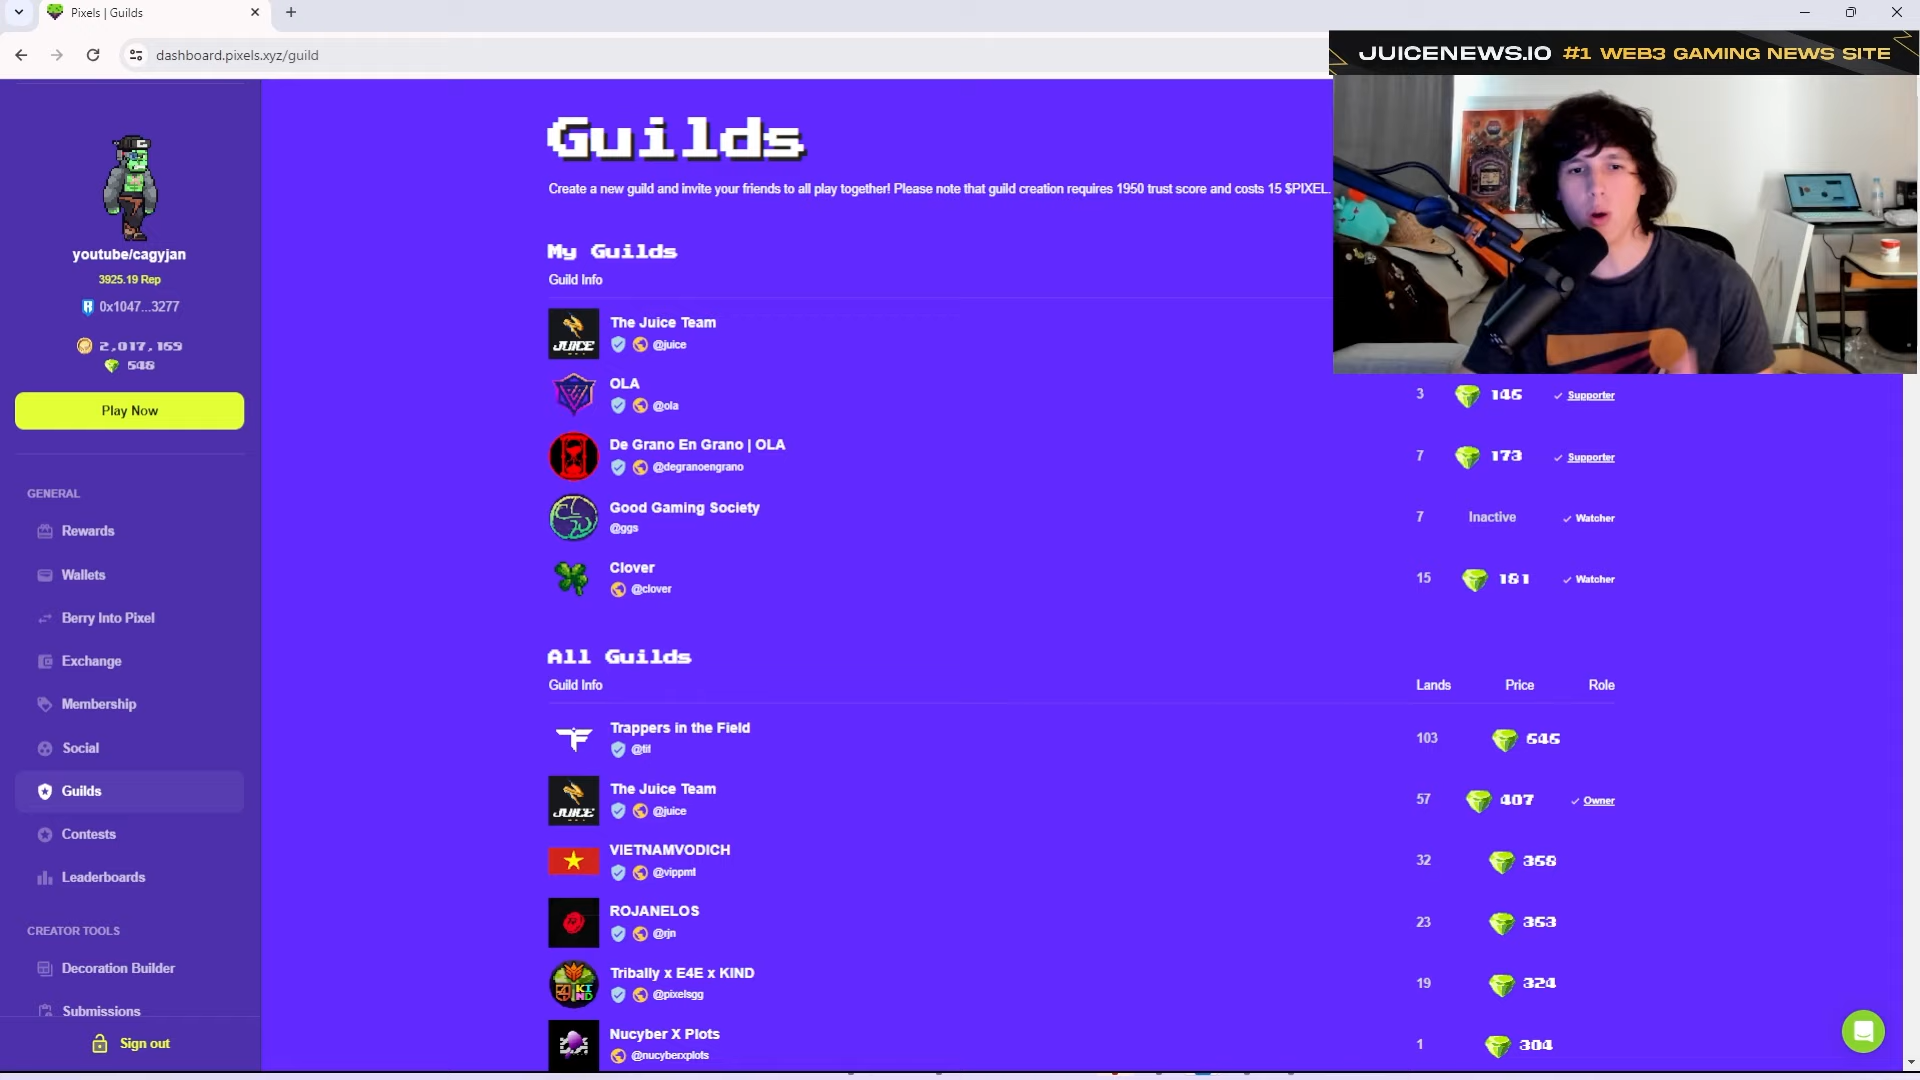 Pixels | Guilds
dashboard.pixels.xyz/guild
JUICENEWS.IO #1 WEB3 GAMING NEWS SITE
youtube/cagyjan
3925.19 Rep
0x1047...3277
2,017,169
546
Play Now
GENERAL
Rewards
Wallets
Berry Into Pixel
Exchange
Membership
Social
Guilds
Contests
Leaderboards
CREATOR TOOLS
Decoration Builder
Submissions
Sign out
Guilds
Create a new guild and invite your friends to all play together! Please note that guild creation requires 1950 trust score and costs 15 $PIXEL.
My Guilds
Guild Info
JUICE
The Juice Team
@juice
OLA
@ola
3 145 Supporter
De Grano En Grano | OLA
@degranoengrano
7 173 Supporter
Good Gaming Society
@ggs
7 Inactive Watcher
Clover
@clover
15 181 Watcher
All Guilds
Guild Info Lands Price Role
Trappers in the Field
@tif
103 545
JUICE
The Juice Team
@juice
57 407 Owner
VIETNAMVODICH
@vippmt
32 358
ROJANELOS
@rjn
23 353
Tribally x E4E x KIND
@pixelsgg
19 324
Nucyber X Plots
@nucyberxplots
1 304